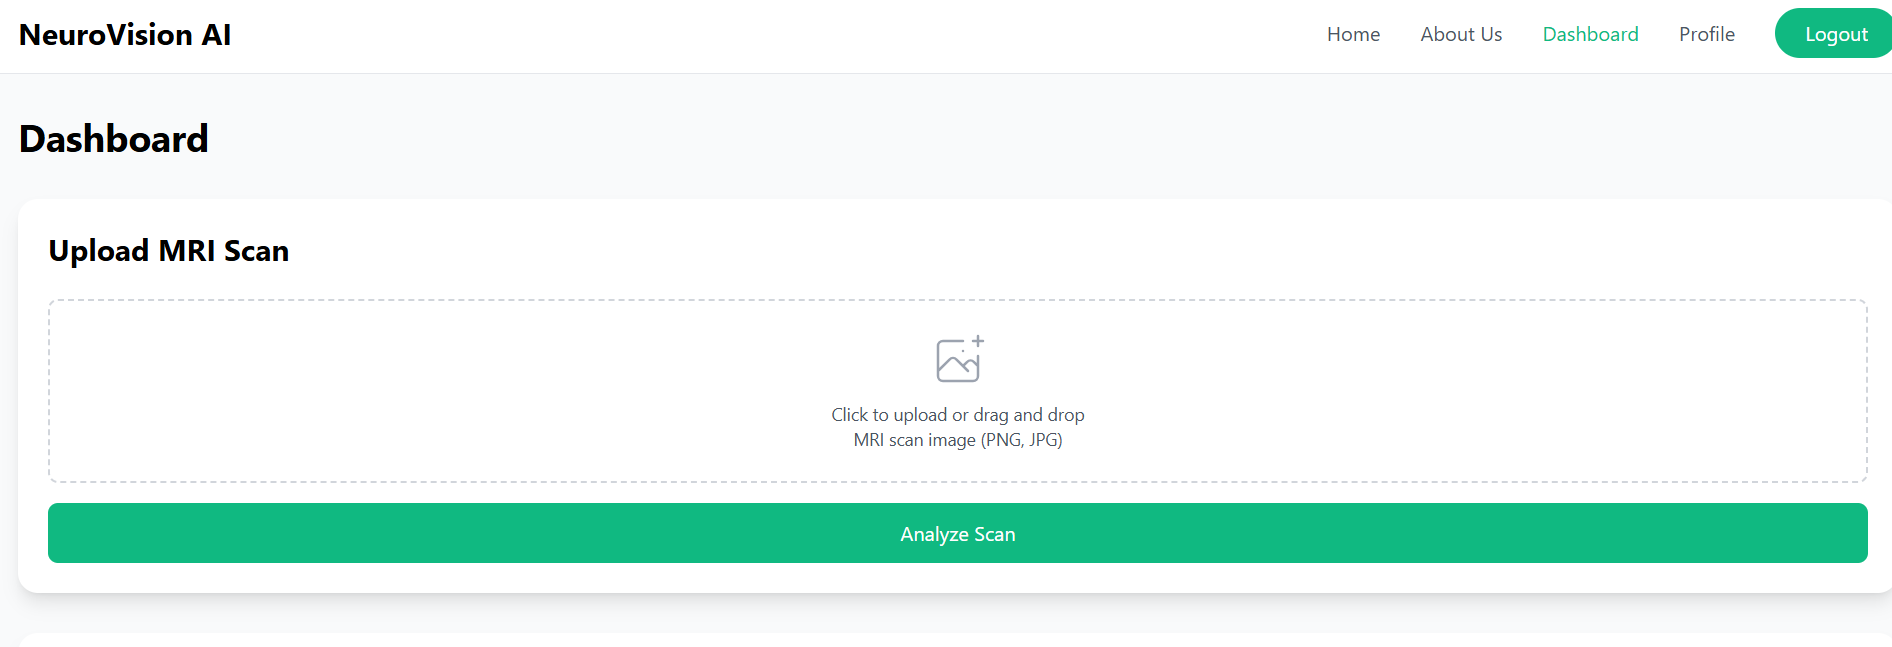 NeuroVision AI
Home
About Us
Dashboard
Profile
Logout
Dashboard
Upload MRI Scan
Click to upload or drag and drop
MRI scan image (PNG, JPG)
Analyze Scan